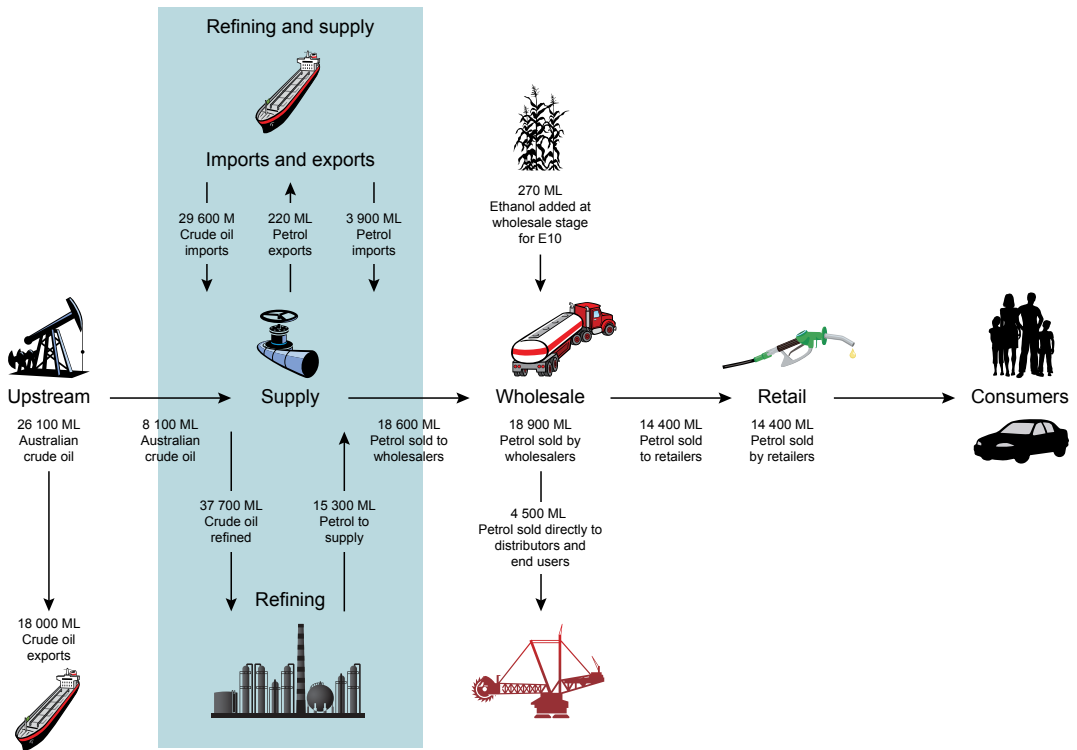 Refining and supply
Imports and exports
29 600 M
Crude oil
imports
220 ML
Petrol
exports
3 900 ML
Petrol
imports
270 ML
Ethanol added at
wholesale stage
for E10
Upstream
26 100 ML
Australian
crude oil
8 100 ML
Australian
crude oil
Supply
18 600 ML
Petrol sold to
wholesalers
Wholesale
18 900 ML
Petrol sold by
wholesalers
14 400 ML
Petrol sold
to retailers
Retail
14 400 ML
Petrol sold
by retailers
Consumers
37 700 ML
Crude oil
refined
15 300 ML
Petrol to
supply
4 500 ML
Petrol sold directly to
distributors and
end users
Refining
18 000 ML
Crude oil
exports